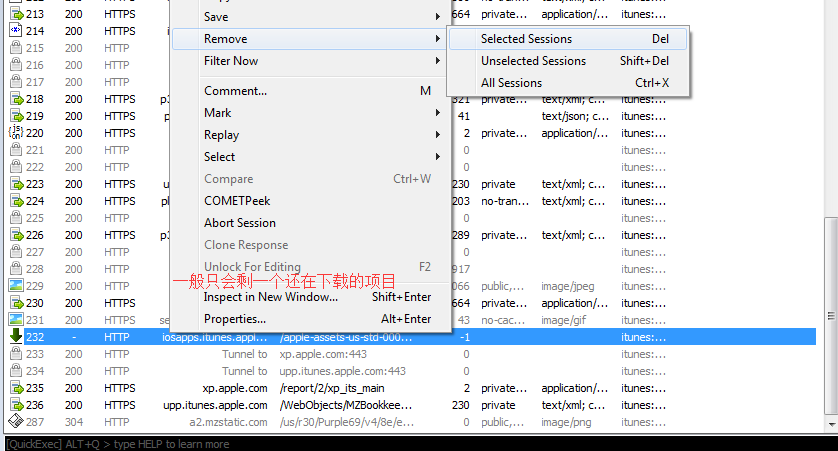 213 200 HTTPS 664 private... application/... itunes:...
Save
214 200 HTTPS
215 200 HTTP
Remove
Selected Sessions Del
216 200 HTTP
Filter Now
Unselected Sessions Shift+Del
217 200 HTTP
All Sessions Ctrl+X
Comment... M
218 200 HTTPS p3 321 private... text/xml; c... itunes:...
Mark
219 200 HTTPS 41 text/json; c... itunes:...
Replay
220 200 HTTPS 2 private... application/... itunes:...
221 200 HTTP 0 itunes:...
Select
222 200 HTTP 0 itunes:...
Compare Ctrl+W
223 200 HTTPS up 230 private text/xml; c... itunes:...
COMETPeek
224 200 HTTPS pl 394 no-tran... text/xml; c... itunes:...
Abort Session
225 200 HTTP 0 itunes:...
226 200 HTTPS p3 289 private... text/xml; c... itunes:...
Clone Response
227 200 HTTP 0 itunes:...
Unlock For Editing F2
228 200 HTTP 917
一般只会剩一个还在下载的项目
229 200 HTTP 066 public,... image/jpeg itunes:...
Inspect in New Window... Shift+Enter
230 200 HTTPS 664 private... application/... itunes:...
Properties... Alt+Enter
231 200 HTTPS se 43 no-cac... image/gif itunes:...
232 - HTTP iosapps.itunes.appl... /apple-assets-us-std-000... -1 itunes:...
233 200 HTTP Tunnel to xp.apple.com:443 0 itunes:...
234 200 HTTP Tunnel to upp.itunes.apple.com:443 0 itunes:...
235 200 HTTPS xp.apple.com /report/2/xp_its_main 2 private... application/... itunes:...
236 200 HTTPS upp.itunes.apple.com /WebObjects/MZBookkee... 230 private text/xml; c... itunes:...
287 304 HTTP a2.mzstatic.com /us/r30/Purple69/v4/8e/e... 0 public,... image/png itunes:...
[QuickExec] ALT+Q > type HELP to learn more